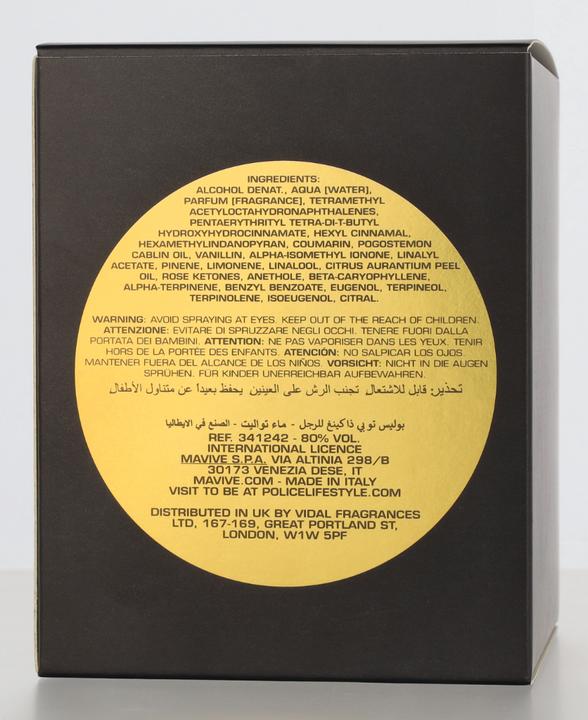 INGREDIENTS:
ALCOHOL DENAT., AQUA [WATER],
PARFUM [FRAGRANCE], TETRAMETHYL
ACETYLOCTAHYDRONAPHTHALENES,
PENTAERYTHRITYL TETRA-DI-T-BUTYL
HYDROXYHYDROCINNAMATE, HEXYL CINNAMAL,
HEXAMETHYLINDANOPYRAN, COUMARIN, POGOSTEMON
CABLIN OIL, VANILLIN, ALPHA-ISOMETHYL IONONE, LINALYL
ACETATE, PINENE, LIMONENE, LINALOOL, CITRUS AURANTIUM PEEL
OIL, ROSE KETONES, ANETHOLE, BETA-CARYOPHYLLENE,
ALPHA-TERPINENE, BENZYL BENZOATE, EUGENOL, TERPINEOL,
TERPINOLENE, ISOEUGENOL, CITRAL.
WARNING: AVOID SPRAYING AT EYES. KEEP OUT OF THE REACH OF CHILDREN.
ATTENZIONE: EVITARE DI SPRUZZARE NEGLI OCCHI. TENERE FUORI DALLA
PORTATA DEI BAMBINI. ATTENTION: NE PAS VAPORISER DANS LES YEUX. TENIR
HORS DE LA PORTÉE DES ENFANTS. ATENCIÓN: NO SALPICAR LOS OJOS.
MANTENER FUERA DEL ALCANCE DE LOS NIÑOS. VORSICHT: NICHT IN DIE AUGEN
SPRÜHEN. FÜR KINDER UNERREICHBAR AUFBEWAHREN.
تحذير: قابل للاشتعال تجنب الرش على العينين يحفظ بعيداً عن متناول الأطفال
بوليس تو بي ذا كينغ للرجل - ماء تواليت - الصنع في الايطاليا
REF. 341242 - 80% VOL.
INTERNATIONAL LICENCE
MAVIVE S.P.A. VIA ALTINIA 298/B
30173 VENEZIA DESE, IT
MAVIVE.COM - MADE IN ITALY
VISIT TO BE AT POLICELIFESTYLE.COM
DISTRIBUTED IN UK BY VIDAL FRAGRANCES
LTD, 167-169, GREAT PORTLAND ST,
LONDON, W1W 5PF